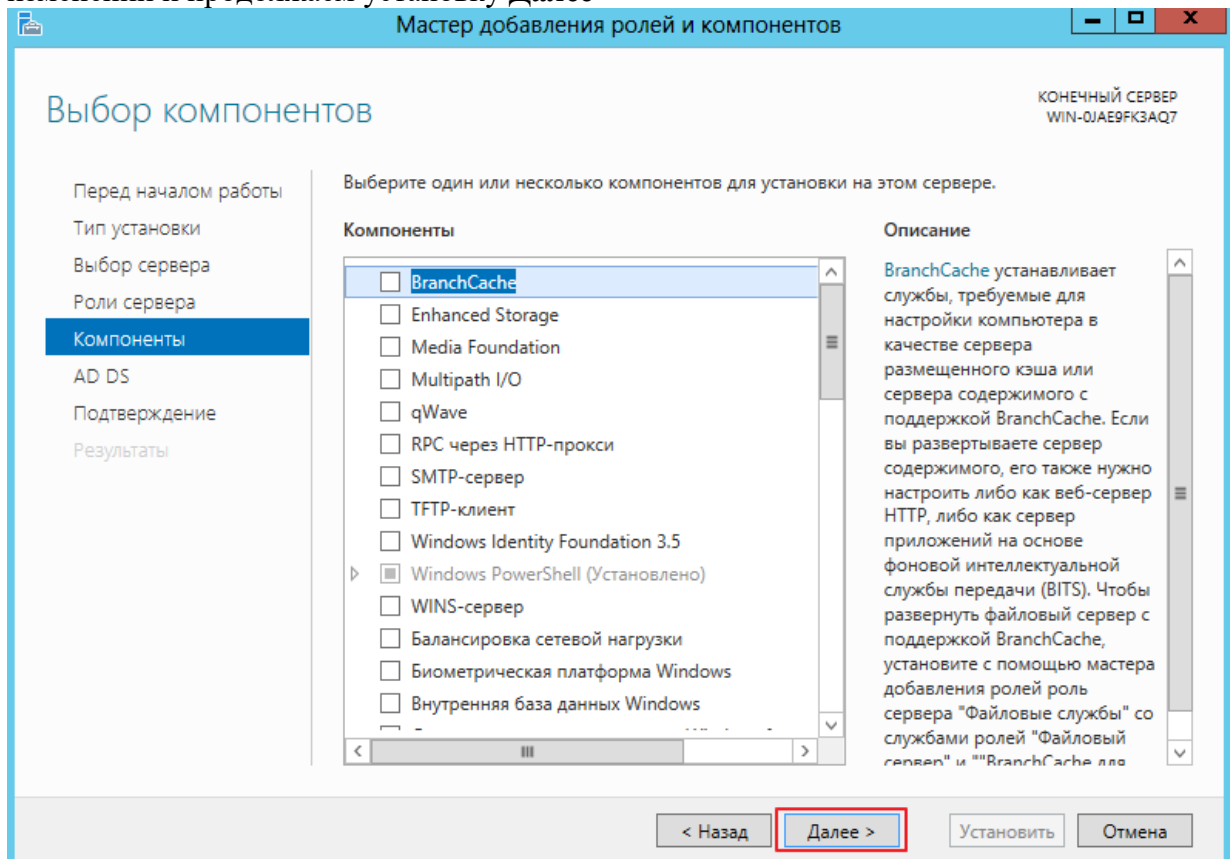 изменений и продолжаем установку Далее
Мастер добавления ролей и компонентов
Выбор компонентов
КОНЕЧНЫЙ СЕРВЕР
WIN-0JAE9FK3AQ7
Перед началом работы
Тип установки
Выбор сервера
Роли сервера
Компоненты
AD DS
Подтверждение
Результаты
Выберите один или несколько компонентов для установки на этом сервере.
Компоненты
BranchCache
Enhanced Storage
Media Foundation
Multipath I/O
qWave
RPC через HTTP-прокси
SMTP-сервер
TFTP-клиент
Windows Identity Foundation 3.5
Windows PowerShell (Установлено)
WINS-сервер
Балансировка сетевой нагрузки
Биометрическая платформа Windows
Внутренняя база данных Windows
Описание
BranchCache устанавливает
службы, требуемые для
настройки компьютера в
качестве сервера
размещенного кэша или
сервера содержимого с
поддержкой BranchCache. Если
вы развертываете сервер
содержимого, его также нужно
настроить либо как веб-сервер
HTTP, либо как сервер
приложений на основе
фоновой интеллектуальной
службы передачи (BITS). Чтобы
развернуть файловый сервер с
поддержкой BranchCache,
установите с помощью мастера
добавления ролей роль
сервера "Файловые службы" со
службами ролей "Файловый
сервер" и ""BranchCache для
< Назад
Далее >
Установить
Отмена